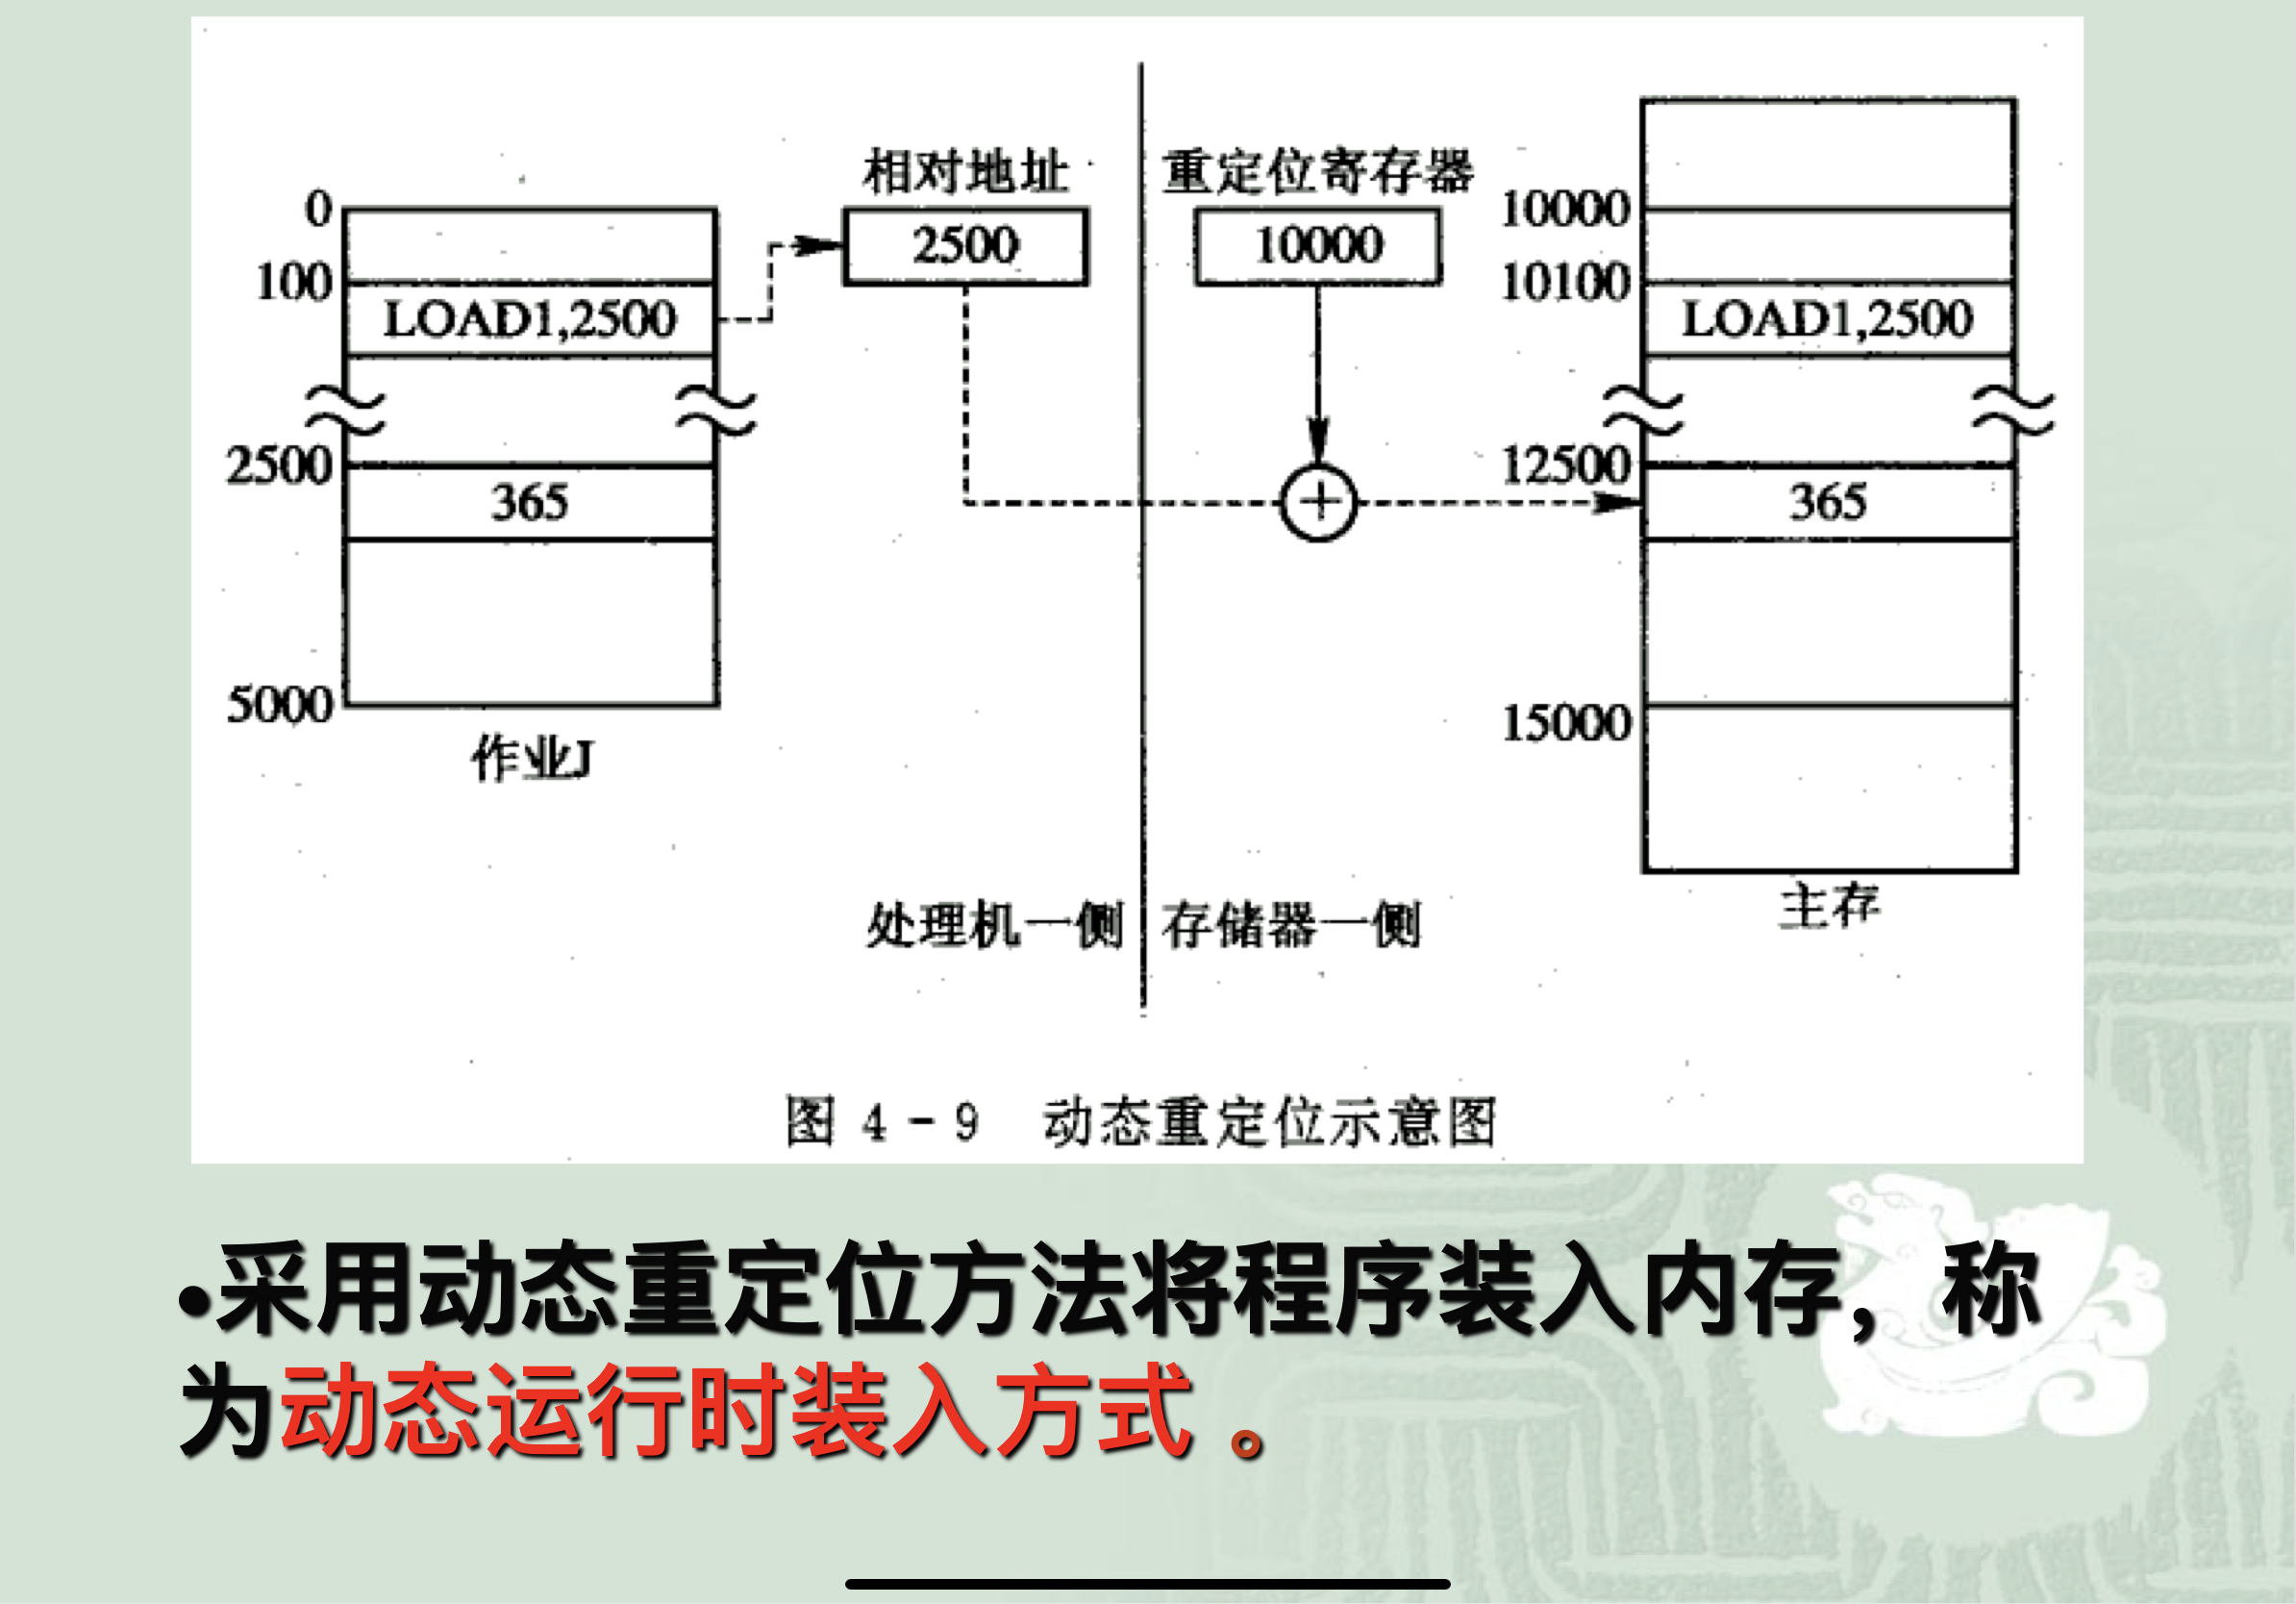 相对地址
重定位寄存器
0
100
LOAD1,2500
2500
365
5000
作业J
2500
10000
+
10000
10100
LOAD1,2500
12500
365
15000
主存
处理机一侧
存储器一侧
图 4-9 动态重定位示意图
•采用动态重定位方法将程序装入内存，称
为动态运行时装入方式 。